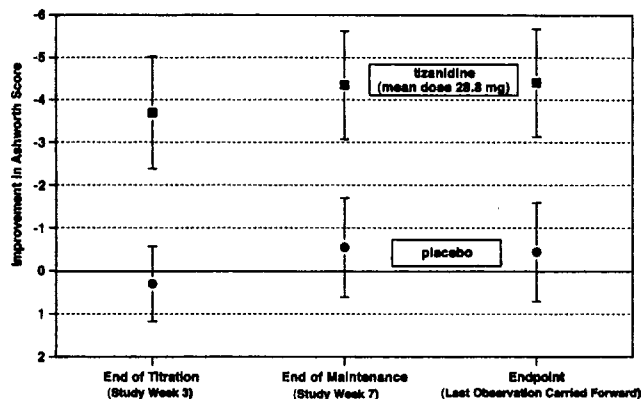 Improvement in Ashworth Score
-6
-5
-4
-3
-2
-1
0
1
2
tizanidine
(mean dose 28.8 mg)
placebo
End of Titration
(Study Week 3)
End of Maintenance
(Study Week 7)
Endpoint
(Last Observation Carried Forward)